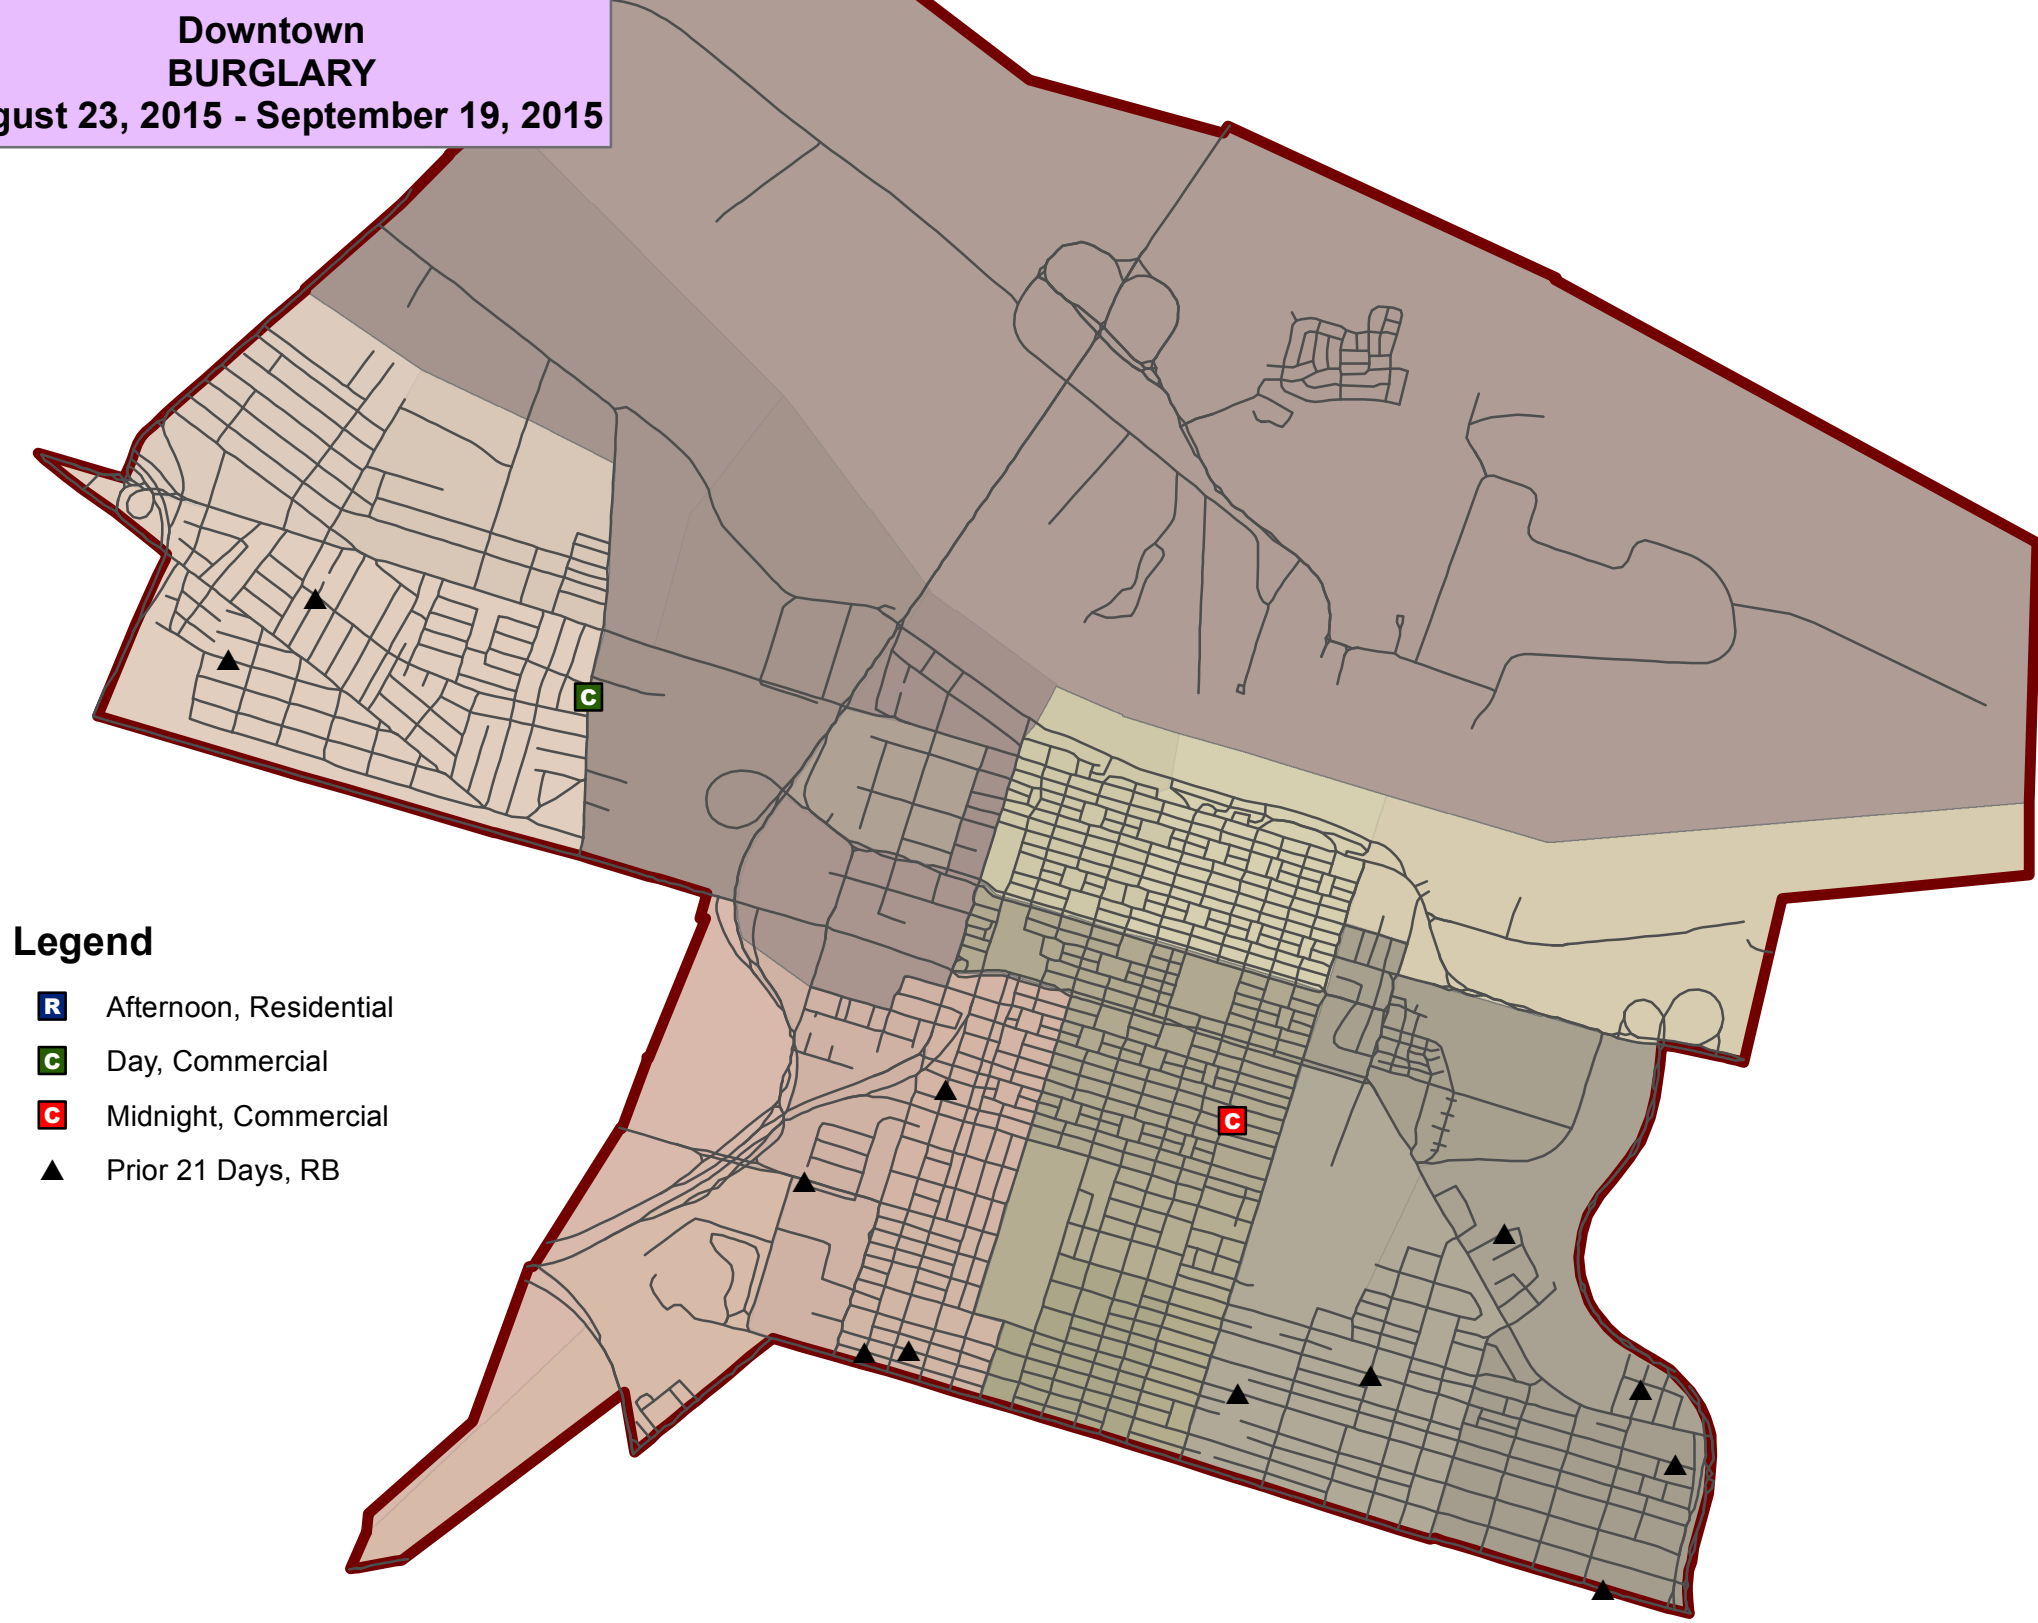 Downtown
BURGLARY
gust 23, 2015 - September 19, 2015
C
C
Legend
R Afternoon, Residential
C Day, Commercial
C Midnight, Commercial
Prior 21 Days, RB